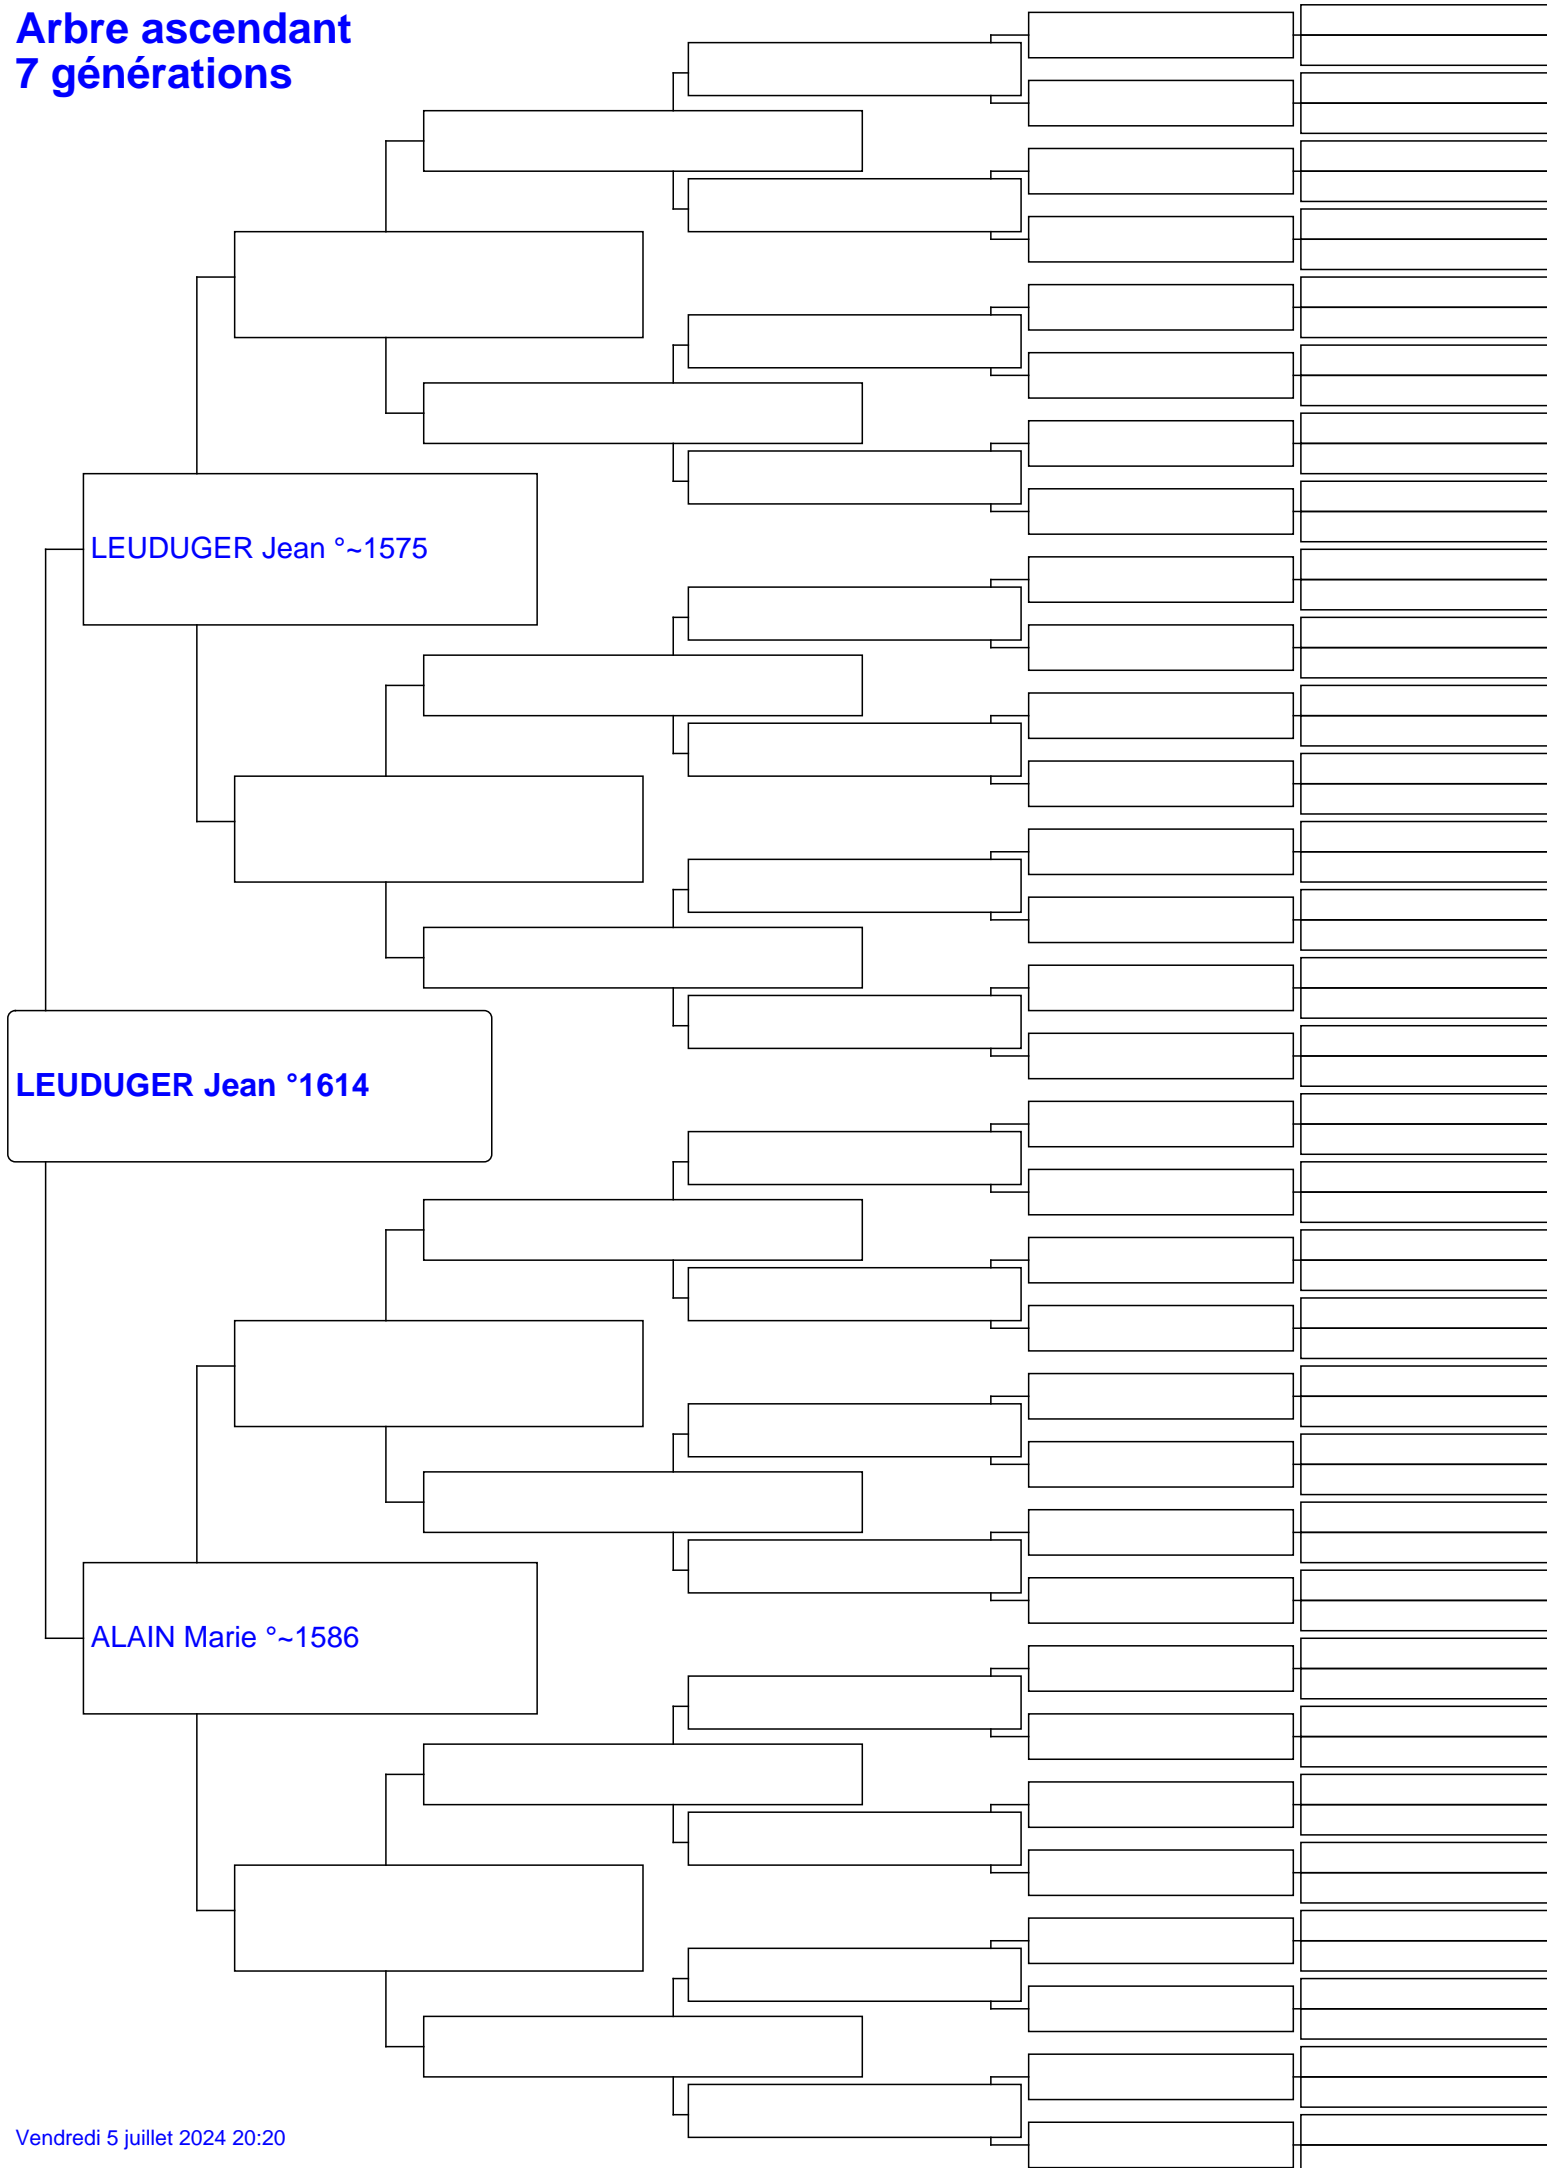 Arbre ascendant
7 générations
LEUDUGER Jean °~1575
LEUDUGER Jean °1614
ALAIN Marie °~1586
Vendredi 5 juillet 2024 20:20